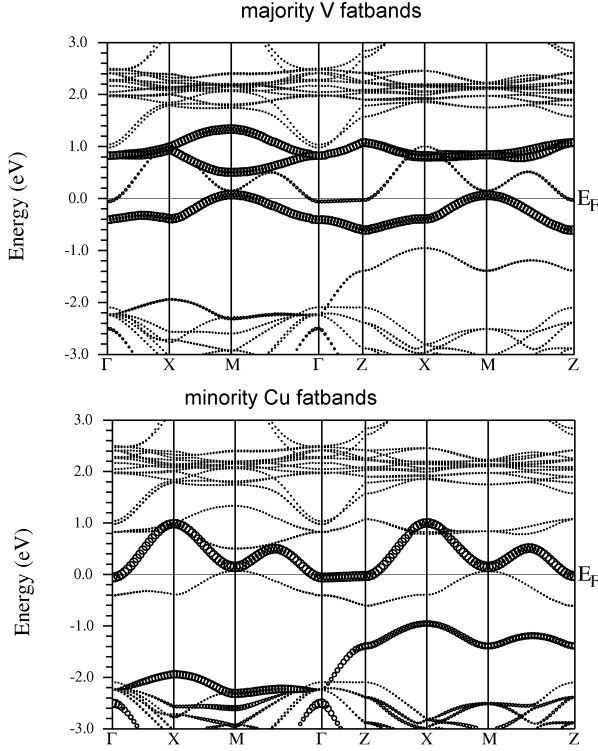 majority V fatbands
3.0
2.0
1.0
0.0
-1.0
-2.0
-3.0
Energy (eV)
E_F
Γ X M Γ Z X M Z
minority Cu fatbands
3.0
2.0
1.0
0.0
-1.0
-2.0
-3.0
Energy (eV)
E_F
Γ X M Γ Z X M Z